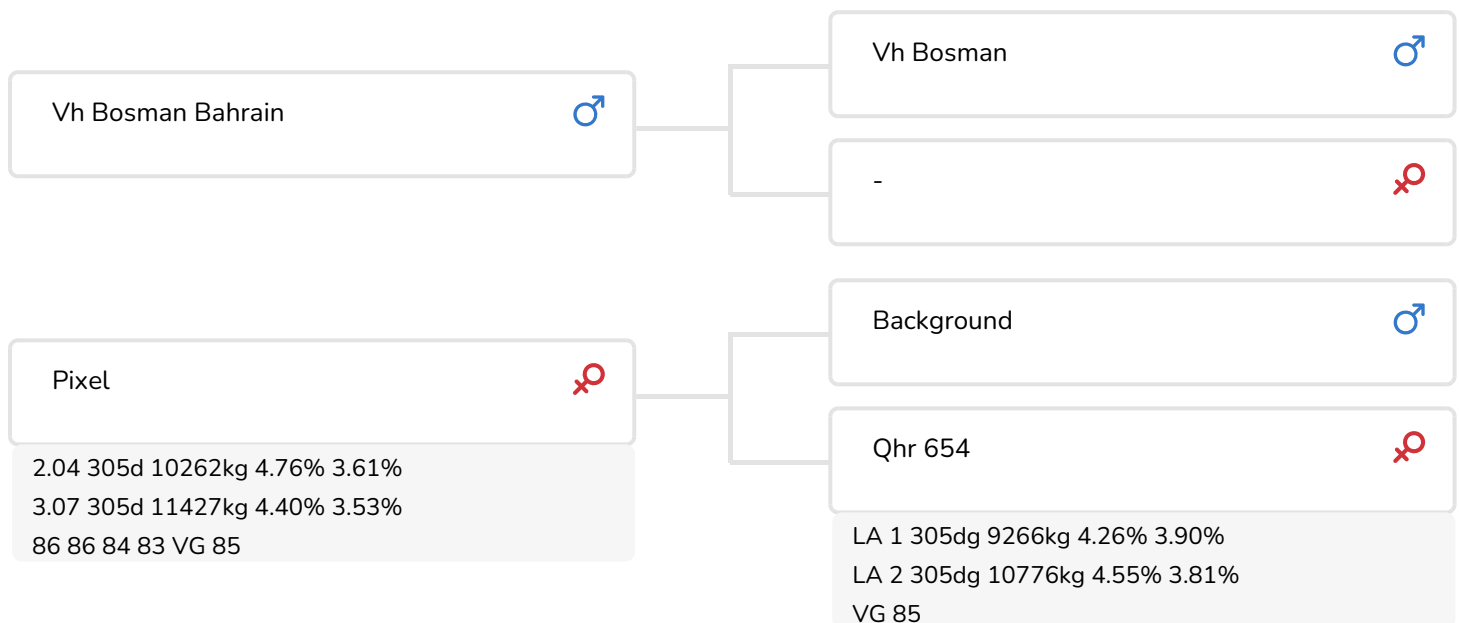 Vh Bosman
Vh Bosman Bahrain
-
Background
Pixel
Qhr 654
2.04 305d 10262kg 4.76% 3.61%
3.07 305d 11427kg 4.40% 3.53%
86 86 84 83 VG 85
LA 1 305dg 9266kg 4.26% 3.90%
LA 2 305dg 10776kg 4.55% 3.81%
VG 85